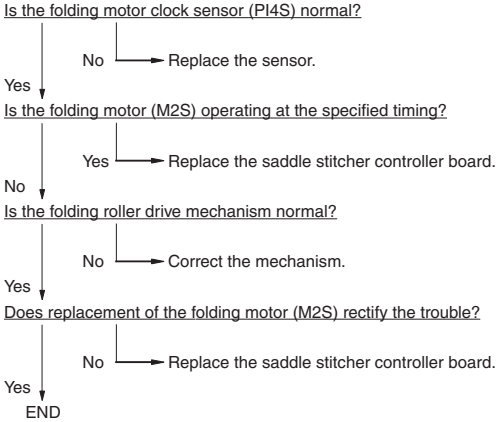 Is the folding motor clock sensor (PI4S) normal?
No
Replace the sensor.
Yes
Is the folding motor (M2S) operating at the specified timing?
Yes
Replace the saddle stitcher controller board.
No
Is the folding roller drive mechanism normal?
No
Correct the mechanism.
Yes
Does replacement of the folding motor (M2S) rectify the trouble?
No
Replace the saddle stitcher controller board.
Yes
END